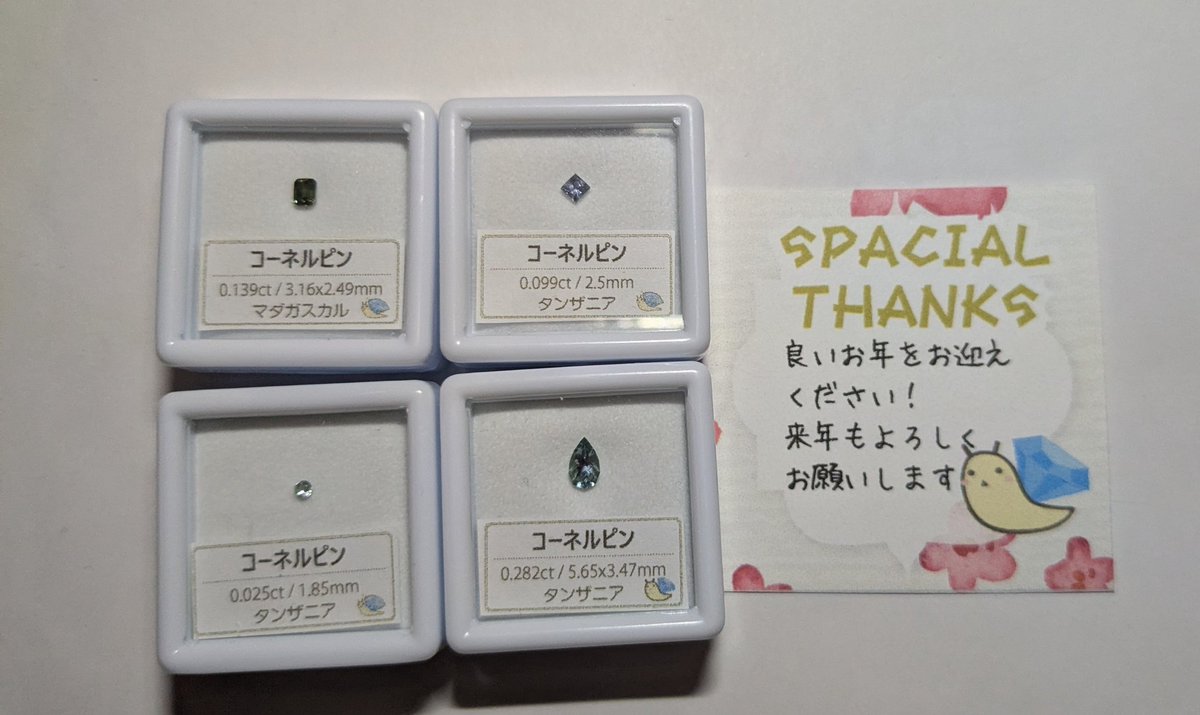 コーネルピン
0.139ct / 3.16x2.49mm
マダガスカル
コーネルピン
0.099ct / 2.5mm
タンザニア
コーネルピン
0.025ct / 1.85mm
タンザニア
コーネルピン
0.282ct / 5.65x3.47mm
タンザニア
SPACIAL
THANKS
良いお年をお迎え
ください!
来年もよろしく
お願いします